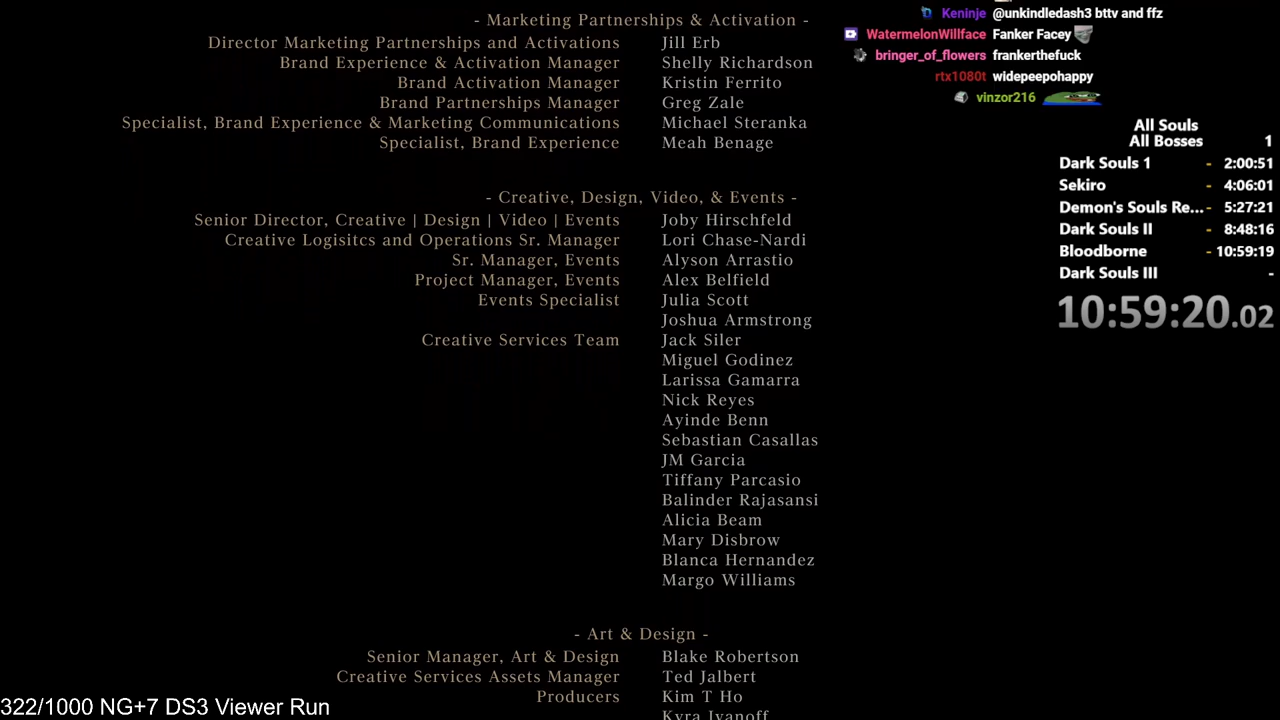 - Marketing Partnerships & Activation -
Director Marketing Partnerships and Activations Jill Erb
Brand Experience & Activation Manager Shelly Richardson
Brand Activation Manager Kristin Ferrito
Brand Partnerships Manager Greg Zale
Specialist, Brand Experience & Marketing Communications Michael Steranka
Specialist, Brand Experience Meah Benage
- Creative, Design, Video, & Events -
Senior Director, Creative | Design | Video | Events Joby Hirschfeld
Creative Logisitcs and Operations Sr. Manager Lori Chase-Nardi
Sr. Manager, Events Alyson Arrastio
Project Manager, Events Alex Belfield
Events Specialist Julia Scott
Joshua Armstrong
Creative Services Team Jack Siler
Miguel Godinez
Larissa Gamarra
Nick Reyes
Ayinde Benn
Sebastian Casallas
JM Garcia
Tiffany Parcasio
Balinder Rajasansi
Alicia Beam
Mary Disbrow
Blanca Hernandez
Margo Williams
- Art & Design -
Senior Manager, Art & Design Blake Robertson
Creative Services Assets Manager Ted Jalbert
Producers Kim T Ho
Kyra Ivanoff
322/1000 NG+7 DS3 Viewer Run
Keninje @unkindledash3 bttv and ffz
WatermelonWillface Fanker Facey
bringer_of_flowers frankerthefuck
rtx1080t widepeepohappy
vinzor216
All Souls
All Bosses 1
Dark Souls 1 - 2:00:51
Sekiro - 4:06:01
Demon's Souls Re... - 5:27:21
Dark Souls II - 8:48:16
Bloodborne - 10:59:19
Dark Souls III -
10:59:20.02